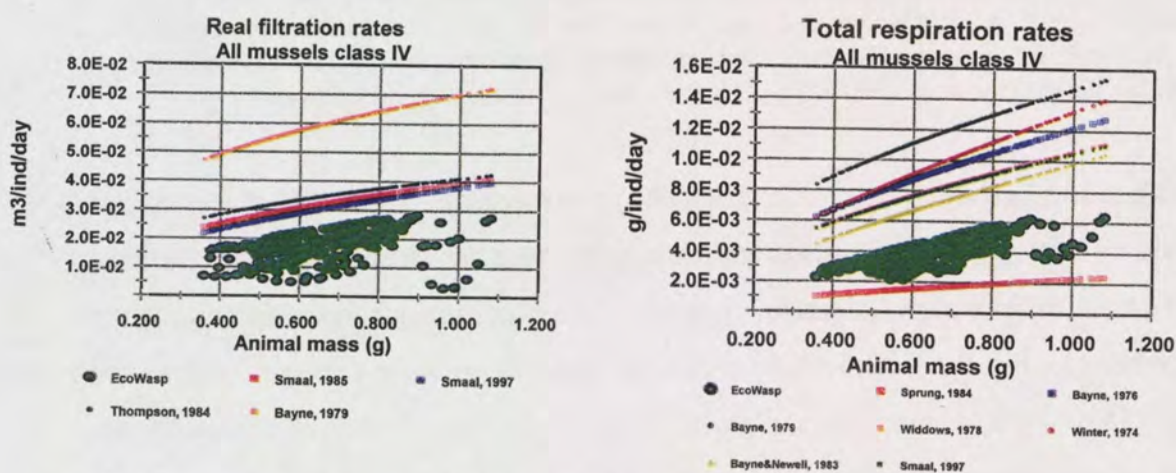 Real filtration rates
All mussels class IV
8.0E-02
7.0E-02
6.0E-02
5.0E-02
4.0E-02
3.0E-02
2.0E-02
1.0E-02
m3/ind/day
0.200 0.400 0.600 0.800 1.000 1.200
Animal mass (g)
EcoWasp Smaal, 1985 Smaal, 1997
Thompson, 1984 Bayne, 1979
Total respiration rates
All mussels class IV
1.6E-02
1.4E-02
1.2E-02
1.0E-02
8.0E-03
6.0E-03
4.0E-03
2.0E-03
g/ind/day
0.200 0.400 0.600 0.800 1.000 1.200
Animal mass (g)
EcoWasp Sprung, 1984 Bayne, 1976
Bayne, 1979 Widdows, 1978 Winter, 1974
Bayne&Newell, 1983 Smaal, 1997